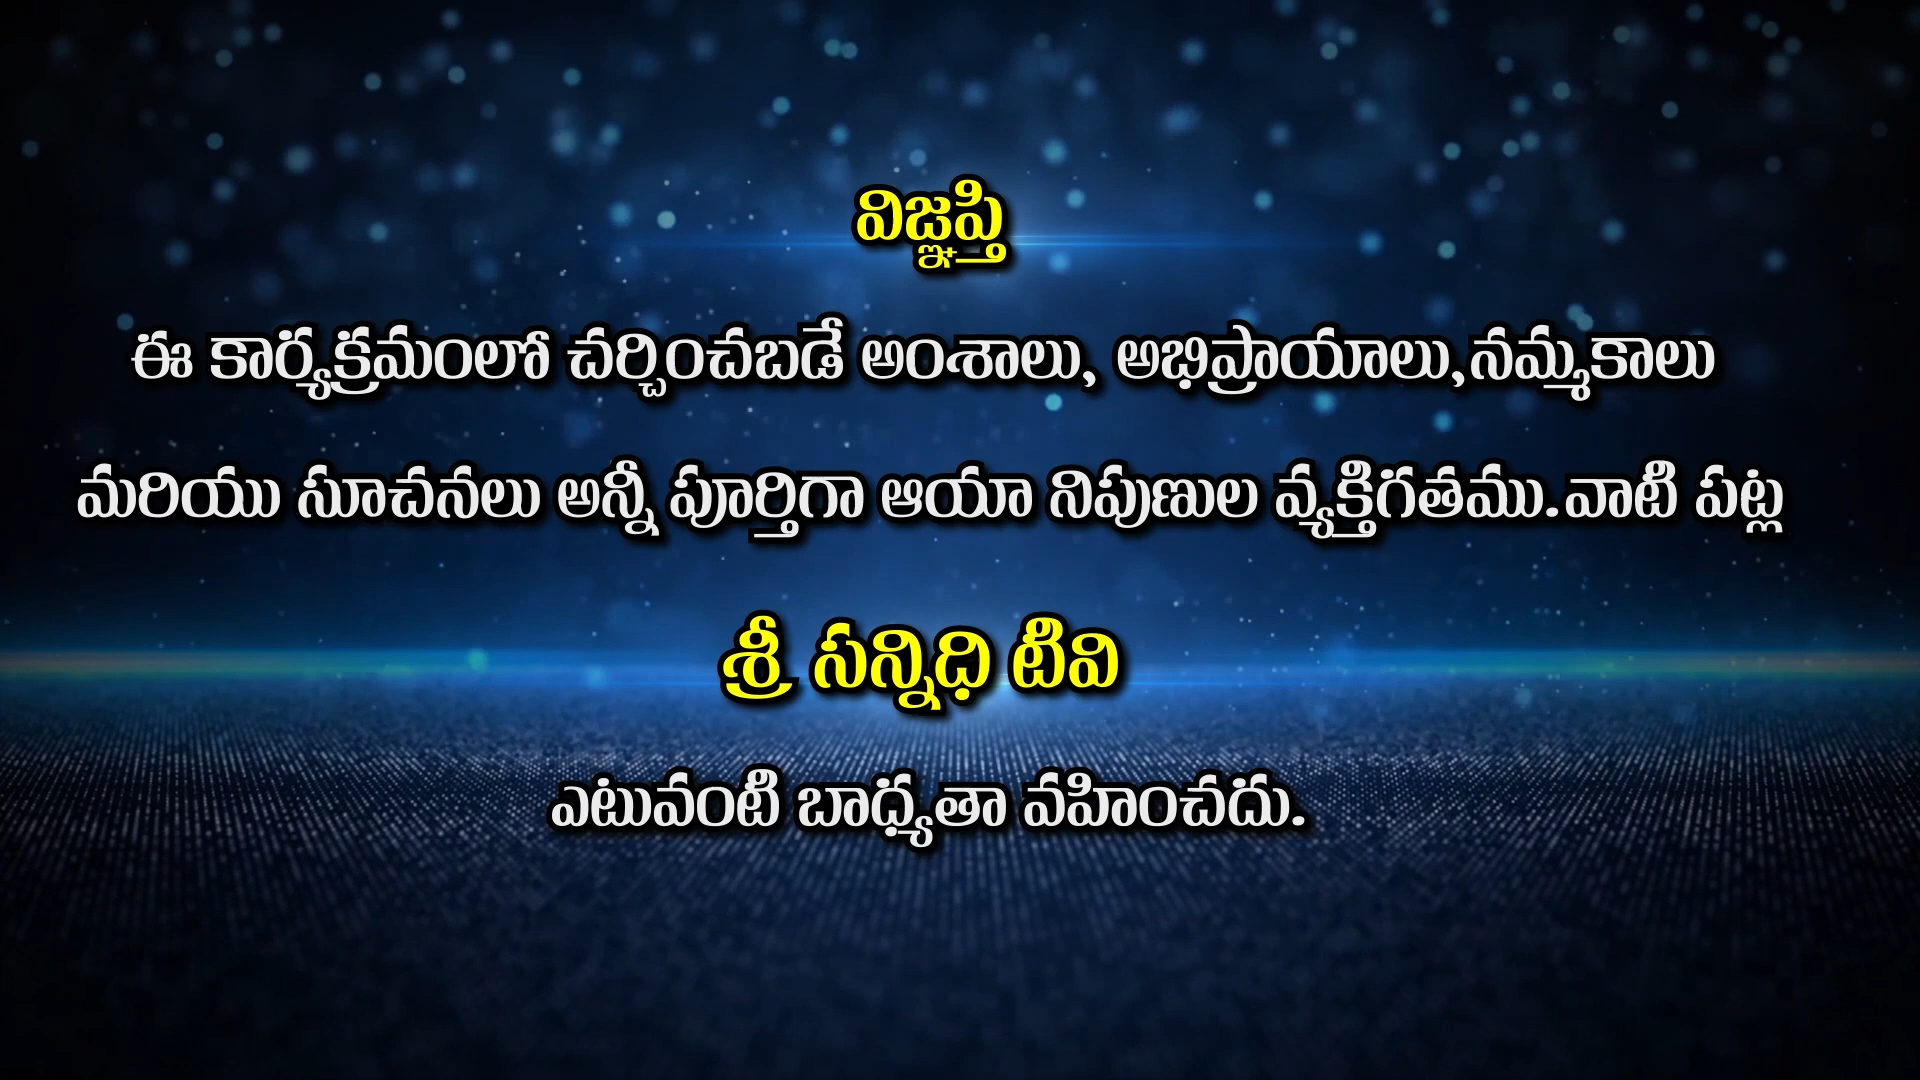 విజ్ఞప్తి
ఈ కార్యక్రమంలో చర్చించబడే అంశాలు, అభిప్రాయాలు,నమ్మకాలు
మరియు సూచనలు అన్నీ పూర్తిగా ఆయా నిపుణుల వ్యక్తిగతము.వాటి పట్ల
శ్రీ సన్నిధి టీవి
ఎటువంటి బాధ్యతా వహించదు.